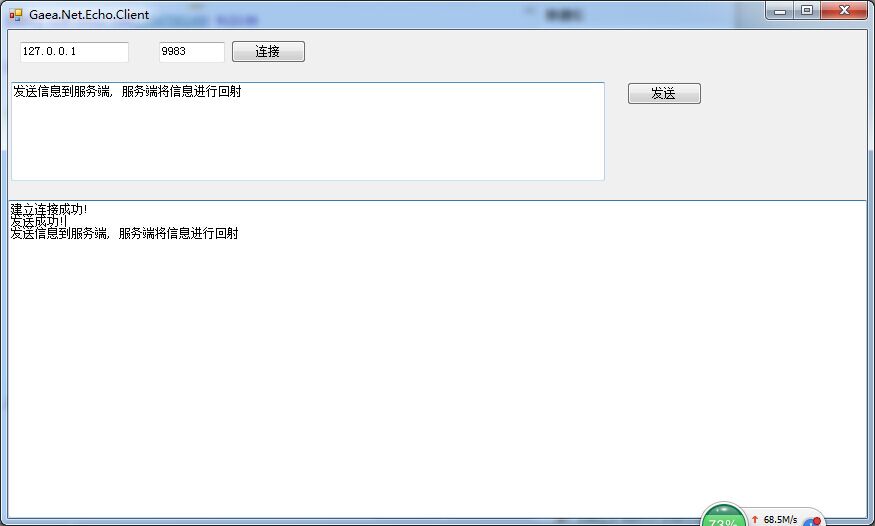 Gaea.Net.Echo.Client
127.0.0.1 9983 连接
发送信息到服务端, 服务端将信息进行回射
发送
建立连接成功!
发送成功!
发送信息到服务端, 服务端将信息进行回射
73%
68.5M/s